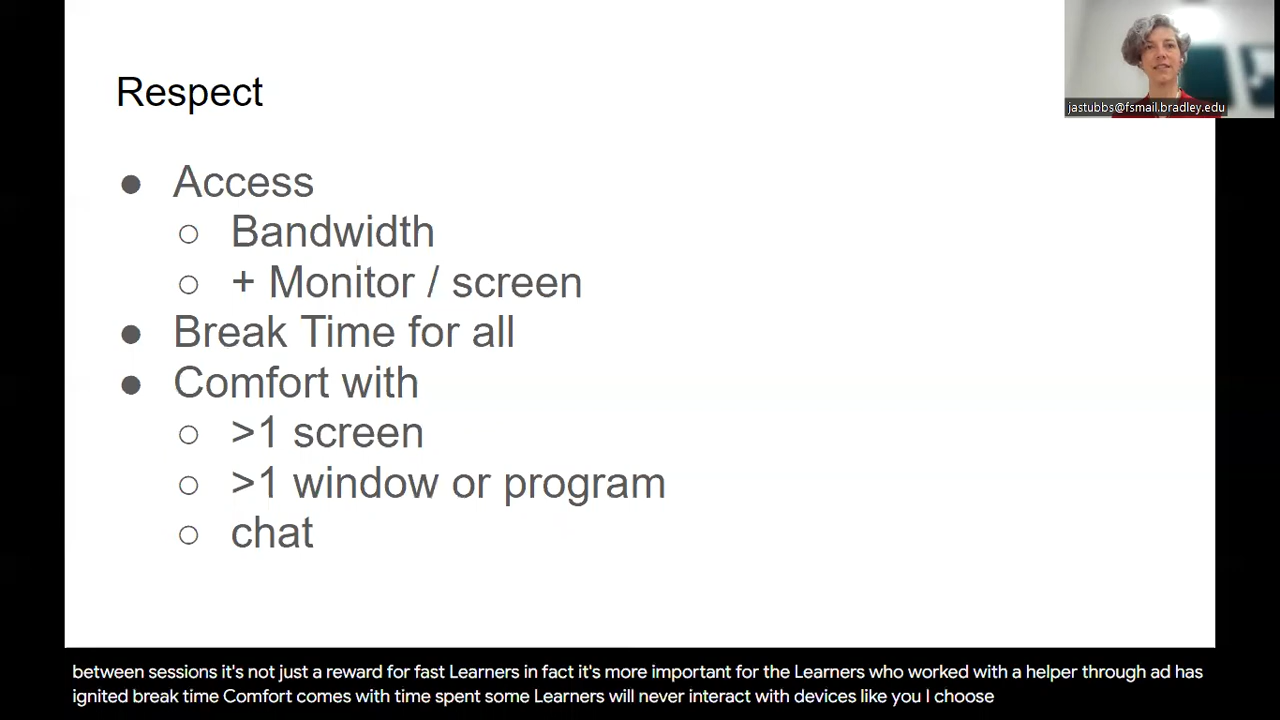 Respect
jastubbs@fsmail.bradley.edu
● Access
○ Bandwidth
○ + Monitor / screen
● Break Time for all
● Comfort with
○ >1 screen
○ >1 window or program
○ chat
between sessions it's not just a reward for fast Learners in fact it's more important for the Learners who worked with a helper through ad has
ignited break time Comfort comes with time spent some Learners will never interact with devices like you I choose